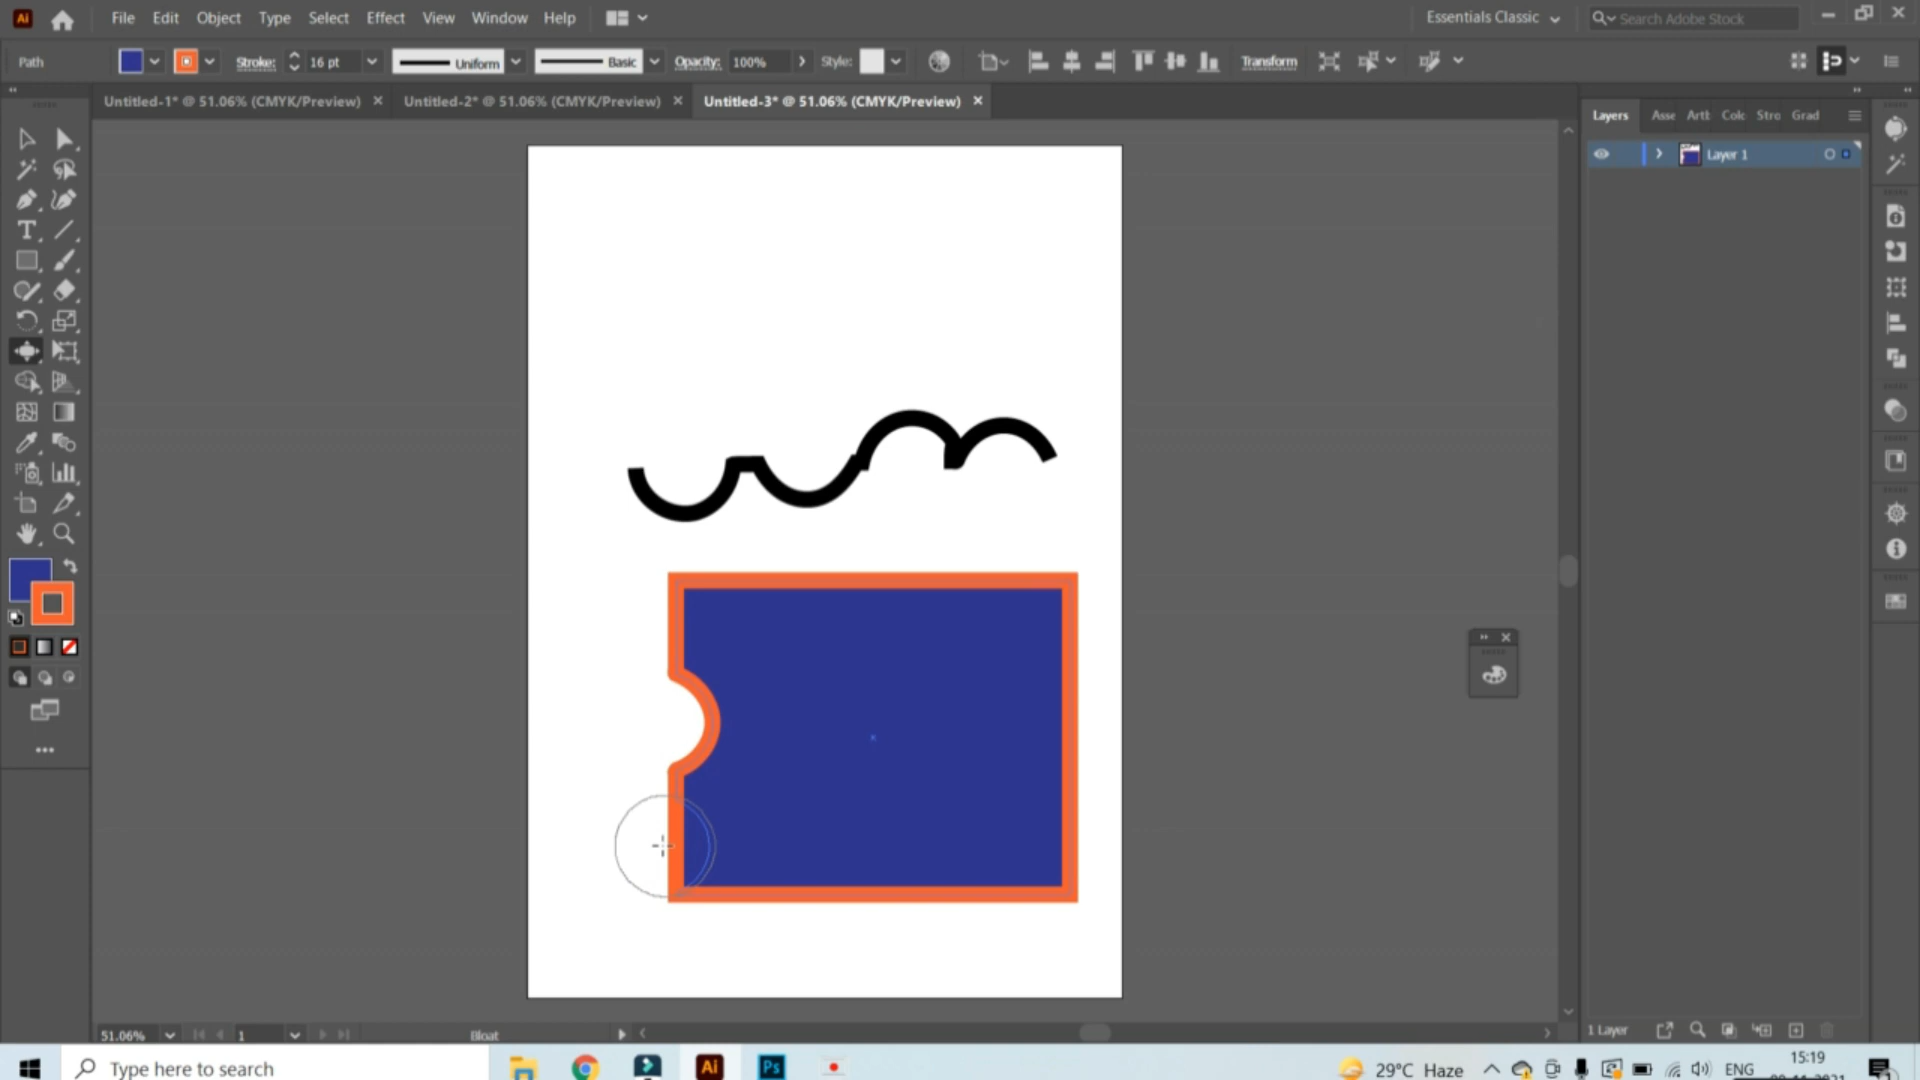 Ai File Edit Object Type Select Effect View Window Help Essentials Classic Search Adobe Stock
Path Stroke: 16 pt Uniform Basic Opacity: 100% Style: Transform
Untitled-1* @ 51.06% (CMYK/Preview) Untitled-2* @ 51.06% (CMYK/Preview) Untitled-3* @ 51.06% (CMYK/Preview)
Layers Asse Artb Colo Stro Grad
Layer 1
51.06% 1 Bloat 1 Layer
Type here to search Ai Ps 29°C Haze ENG 15:19